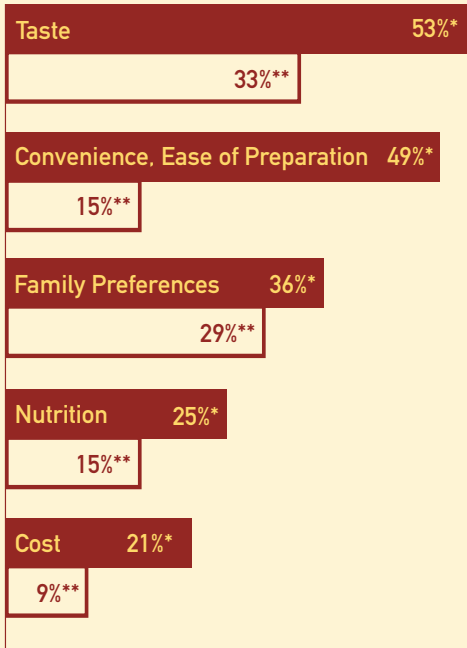 Taste 53%*
33%**
Convenience, Ease of Preparation 49%*
15%**
Family Preferences 36%*
29%**
Nutrition 25%*
15%**
Cost 21%*
9%**